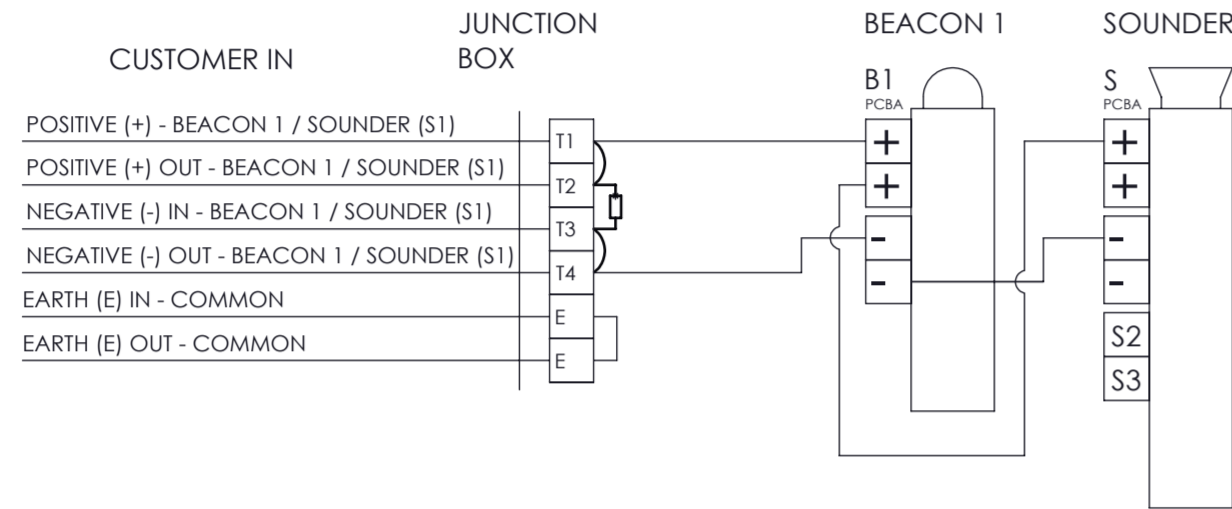 JUNCTION BOX
BEACON 1
SOUNDER
CUSTOMER IN
B1
PCBA
S
PCBA
POSITIVE (+) - BEACON 1 / SOUNDER (S1)
POSITIVE (+) OUT - BEACON 1 / SOUNDER (S1)
NEGATIVE (-) IN - BEACON 1 / SOUNDER (S1)
NEGATIVE (-) OUT - BEACON 1 / SOUNDER (S1)
EARTH (E) IN - COMMON
EARTH (E) OUT - COMMON
T1
T2
*
T3
T4
E
E
+
+
-
-
+
+
-
-
S2
S3